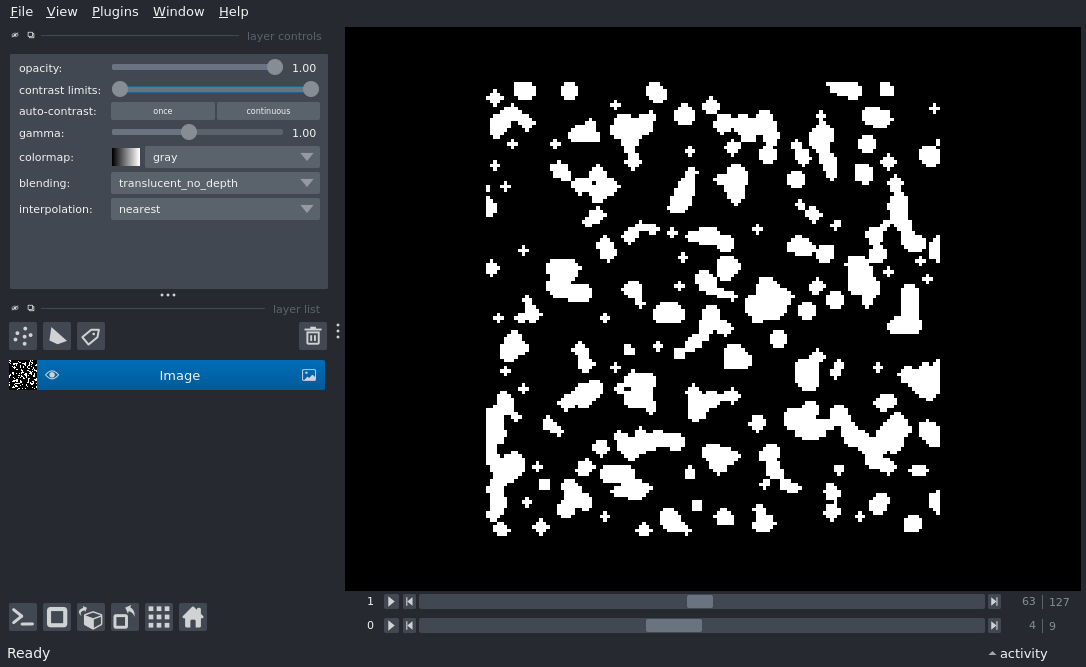 File View Plugins Window Help
layer controls
opacity: 1.00
contrast limits:
auto-contrast: once continuous
gamma: 1.00
colormap: gray
blending: translucent_no_depth
interpolation: nearest
layer list
Image
1 63 127
0 4 9
Ready activity